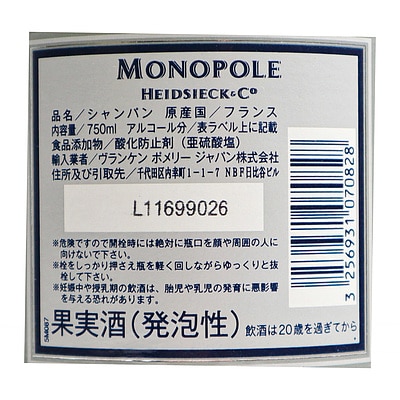 MONOPOLE
HEIDSIECK&Cº
品名／シャンパン 原産国／フランス
内容量／750ml アルコール分／表ラベル上に記載
食品添加物／酸化防止剤（亜硫酸塩）
輸入業者／ヴランケン ポメリー ジャパン株式会社
住所及び引取先／千代田区内幸町1-1-7 NBF日比谷ビル
L11699026
※危険ですので開栓時には絶対に瓶口を顔や周囲の人に
向けないで下さい。
※栓をしっかり押さえ瓶を軽く回しながらゆっくりと抜
栓して下さい。
※妊娠中や授乳期の飲酒は、胎児や乳児の発育に悪影響
を与える恐れがあります。
果実酒（発泡性） 飲酒は20歳を過ぎてから
3 256931 070828